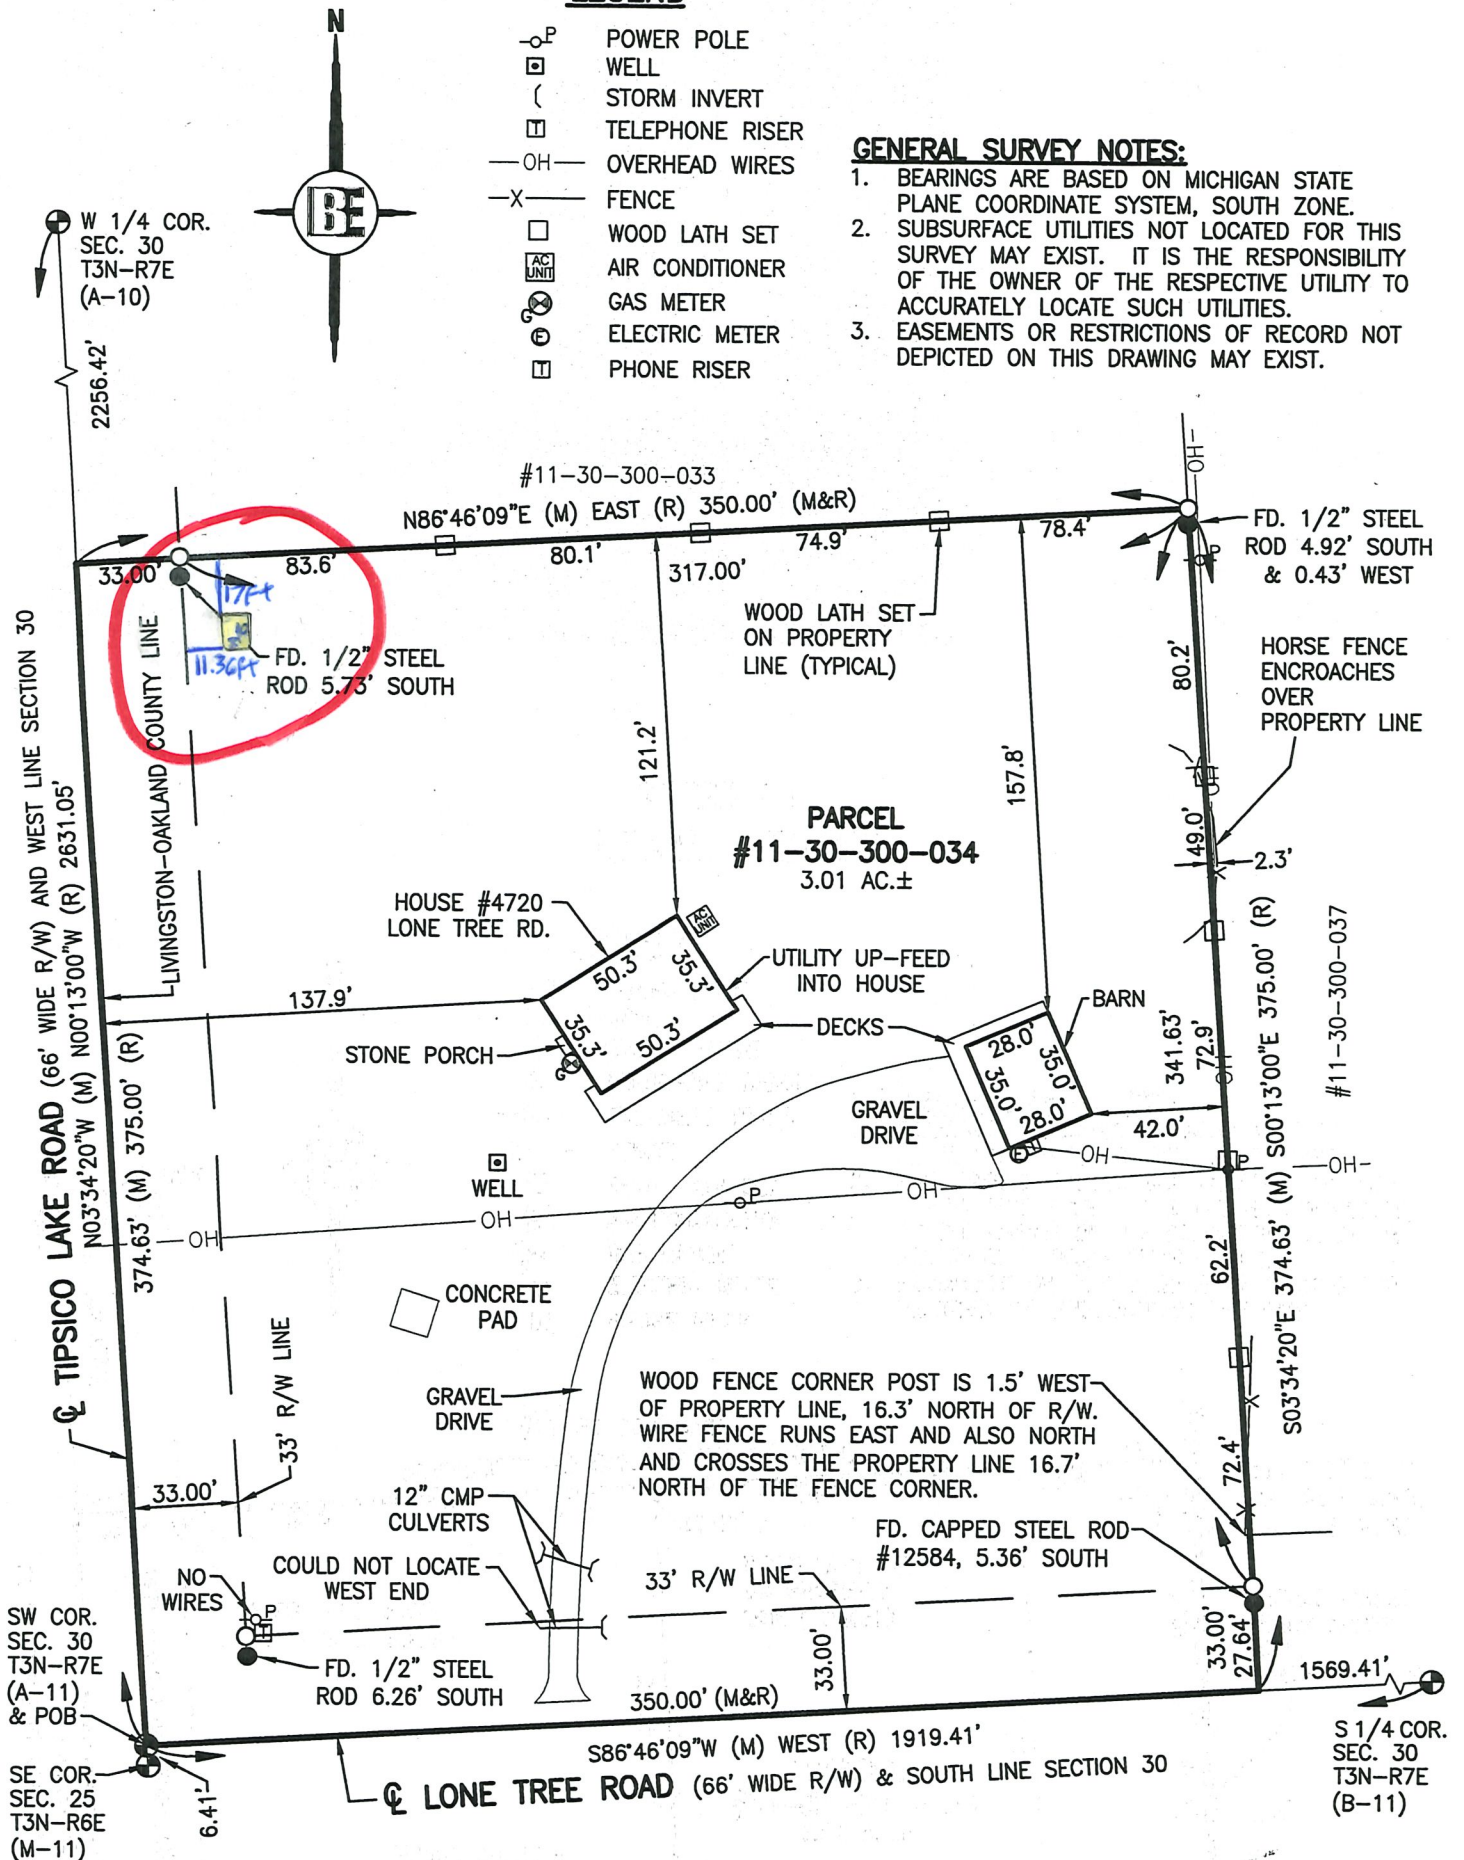 LEGEND
N
BE
P POWER POLE
WELL
STORM INVERT
T TELEPHONE RISER
OH OVERHEAD WIRES
X FENCE
WOOD LATH SET
AC UNIT AIR CONDITIONER
G GAS METER
E ELECTRIC METER
T PHONE RISER
GENERAL SURVEY NOTES:
1. BEARINGS ARE BASED ON MICHIGAN STATE
PLANE COORDINATE SYSTEM, SOUTH ZONE.
2. SUBSURFACE UTILITIES NOT LOCATED FOR THIS
SURVEY MAY EXIST. IT IS THE RESPONSIBILITY
OF THE OWNER OF THE RESPECTIVE UTILITY TO
ACCURATELY LOCATE SUCH UTILITIES.
3. EASEMENTS OR RESTRICTIONS OF RECORD NOT
DEPICTED ON THIS DRAWING MAY EXIST.
W 1/4 COR.
SEC. 30
T3N-R7E
(A-10)
2256.42'
#11-30-300-033
N86°46'09"E (M) EAST (R) 350.00' (M&R)
33.00'
83.6'
80.1'
317.00'
74.9'
78.4'
OH
FD. 1/2" STEEL
ROD 4.92' SOUTH
& 0.43' WEST
P
17Ft
11.36ft
FD. 1/2" STEEL
ROD 5.73' SOUTH
WOOD LATH SET
ON PROPERTY
LINE (TYPICAL)
80.2'
HORSE FENCE
ENCROACHES
OVER
PROPERTY LINE
121.2'
157.8'
OH
49.0'
2.3'
X
PARCEL
#11-30-300-034
3.01 AC.±
LIVINGSTON-OAKLAND COUNTY LINE
HOUSE #4720
LONE TREE RD.
AC UNIT
50.3'
35.3'
35.3'
50.3'
UTILITY UP-FEED
INTO HOUSE
137.9'
DECKS
BARN
STONE PORCH
G
28.0'
35.0'
35.0'
28.0'
E
T
GRAVEL
DRIVE
42.0'
341.63'
72.9'
OH
#11-30-300-037
S03°34'20"E 374.63' (M) S00°13'00"E 375.00' (R)
OH
P
OH
WELL
OH
P
OH
OH
₵ TIPSICO LAKE ROAD (66' WIDE R/W) AND WEST LINE SECTION 30
N03°34'20"W (M) N00°13'00"W (R) 2631.05'
374.63' (M) 375.00' (R)
62.2'
CONCRETE
PAD
33' R/W LINE
GRAVEL
DRIVE
WOOD FENCE CORNER POST IS 1.5' WEST
OF PROPERTY LINE, 16.3' NORTH OF R/W.
WIRE FENCE RUNS EAST AND ALSO NORTH
AND CROSSES THE PROPERTY LINE 16.7'
NORTH OF THE FENCE CORNER.
X
72.4'
X
33.00'
12" CMP
CULVERTS
FD. CAPPED STEEL ROD
#12584, 5.36' SOUTH
COULD NOT LOCATE
WEST END
33' R/W LINE
NO
WIRES
P
T
33.00'
27.64'
33.00'
FD. 1/2" STEEL
ROD 6.26' SOUTH
SW COR.
SEC. 30
T3N-R7E
(A-11)
& POB
350.00' (M&R)
1569.41'
S86°46'09"W (M) WEST (R) 1919.41'
S 1/4 COR.
SEC. 30
T3N-R7E
(B-11)
SE COR.
SEC. 25
T3N-R6E
(M-11)
6.41'
₵ LONE TREE ROAD (66' WIDE R/W) & SOUTH LINE SECTION 30